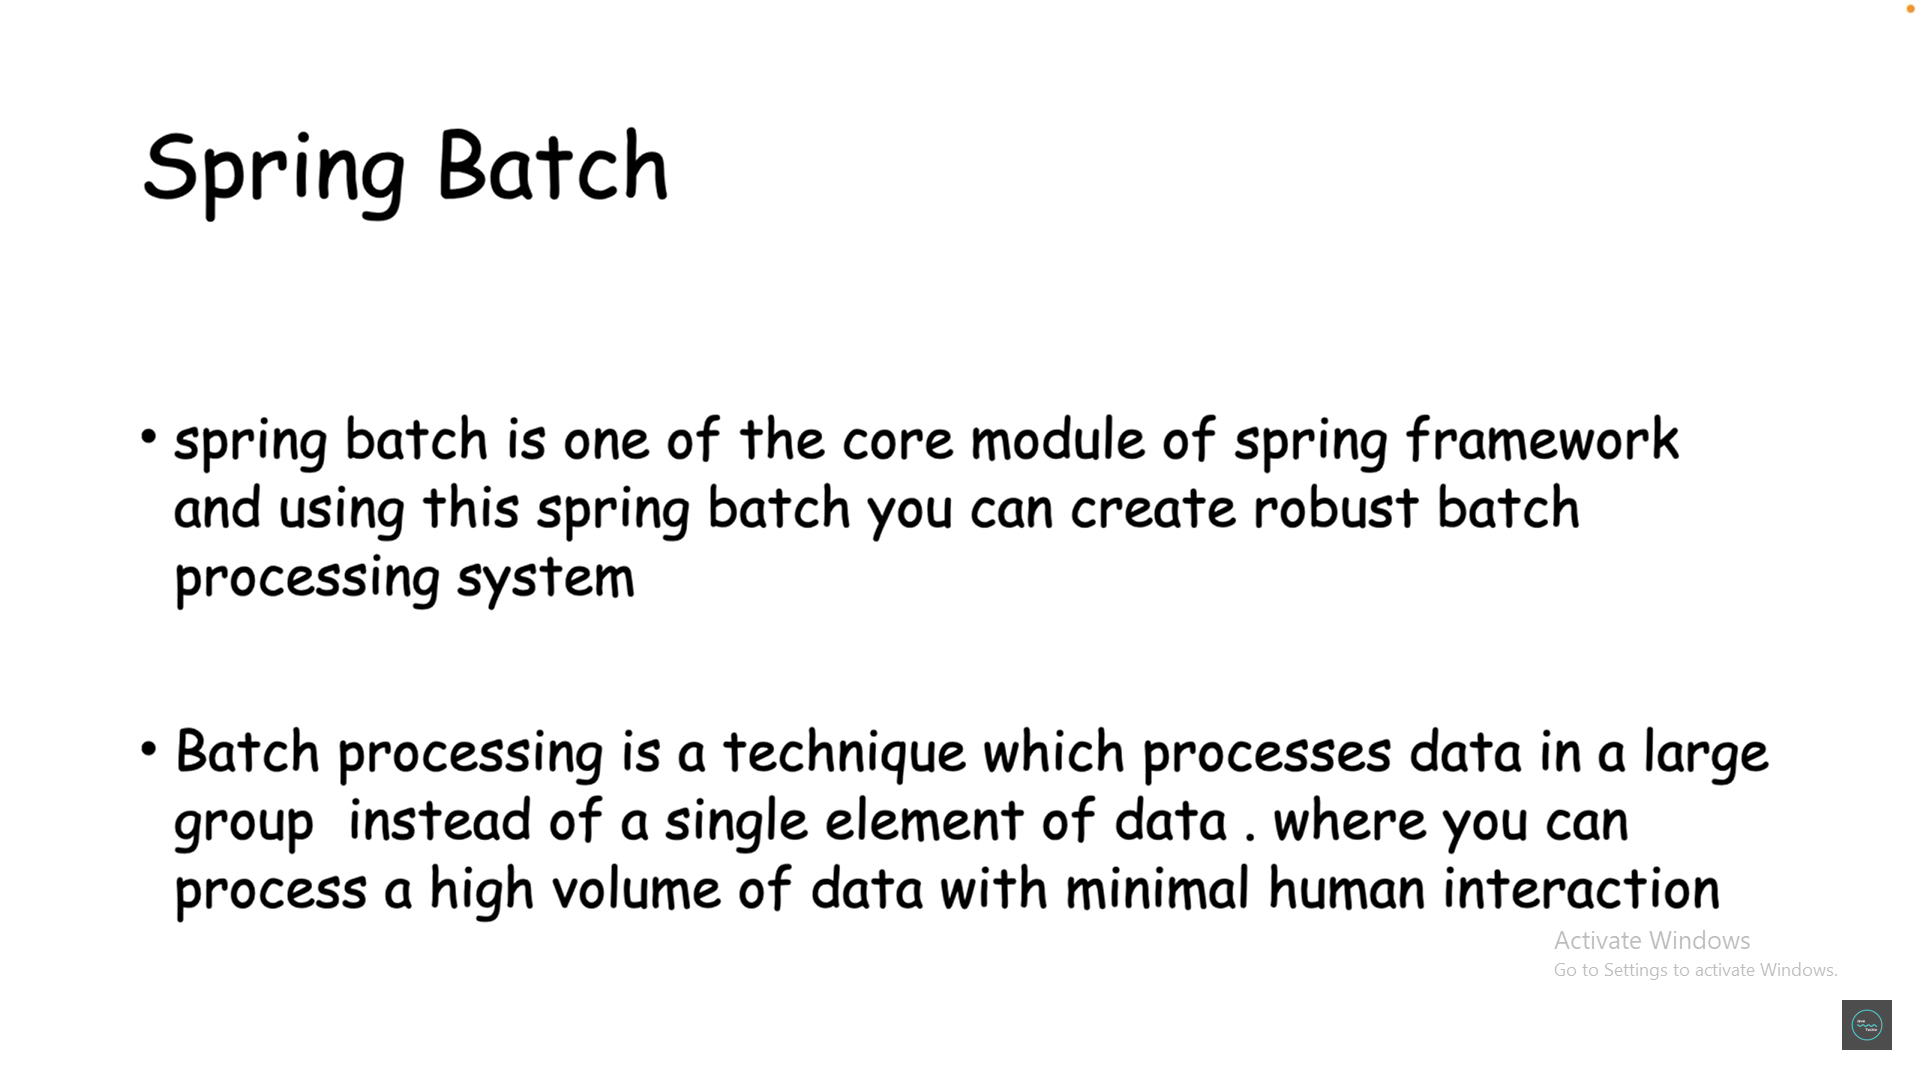 Spring Batch
• spring batch is one of the core module of spring framework
and using this spring batch you can create robust batch
processing system
• Batch processing is a technique which processes data in a large
group  instead of a single element of data . where you can
process a high volume of data with minimal human interaction
Activate Windows
Go to Settings to activate Windows.